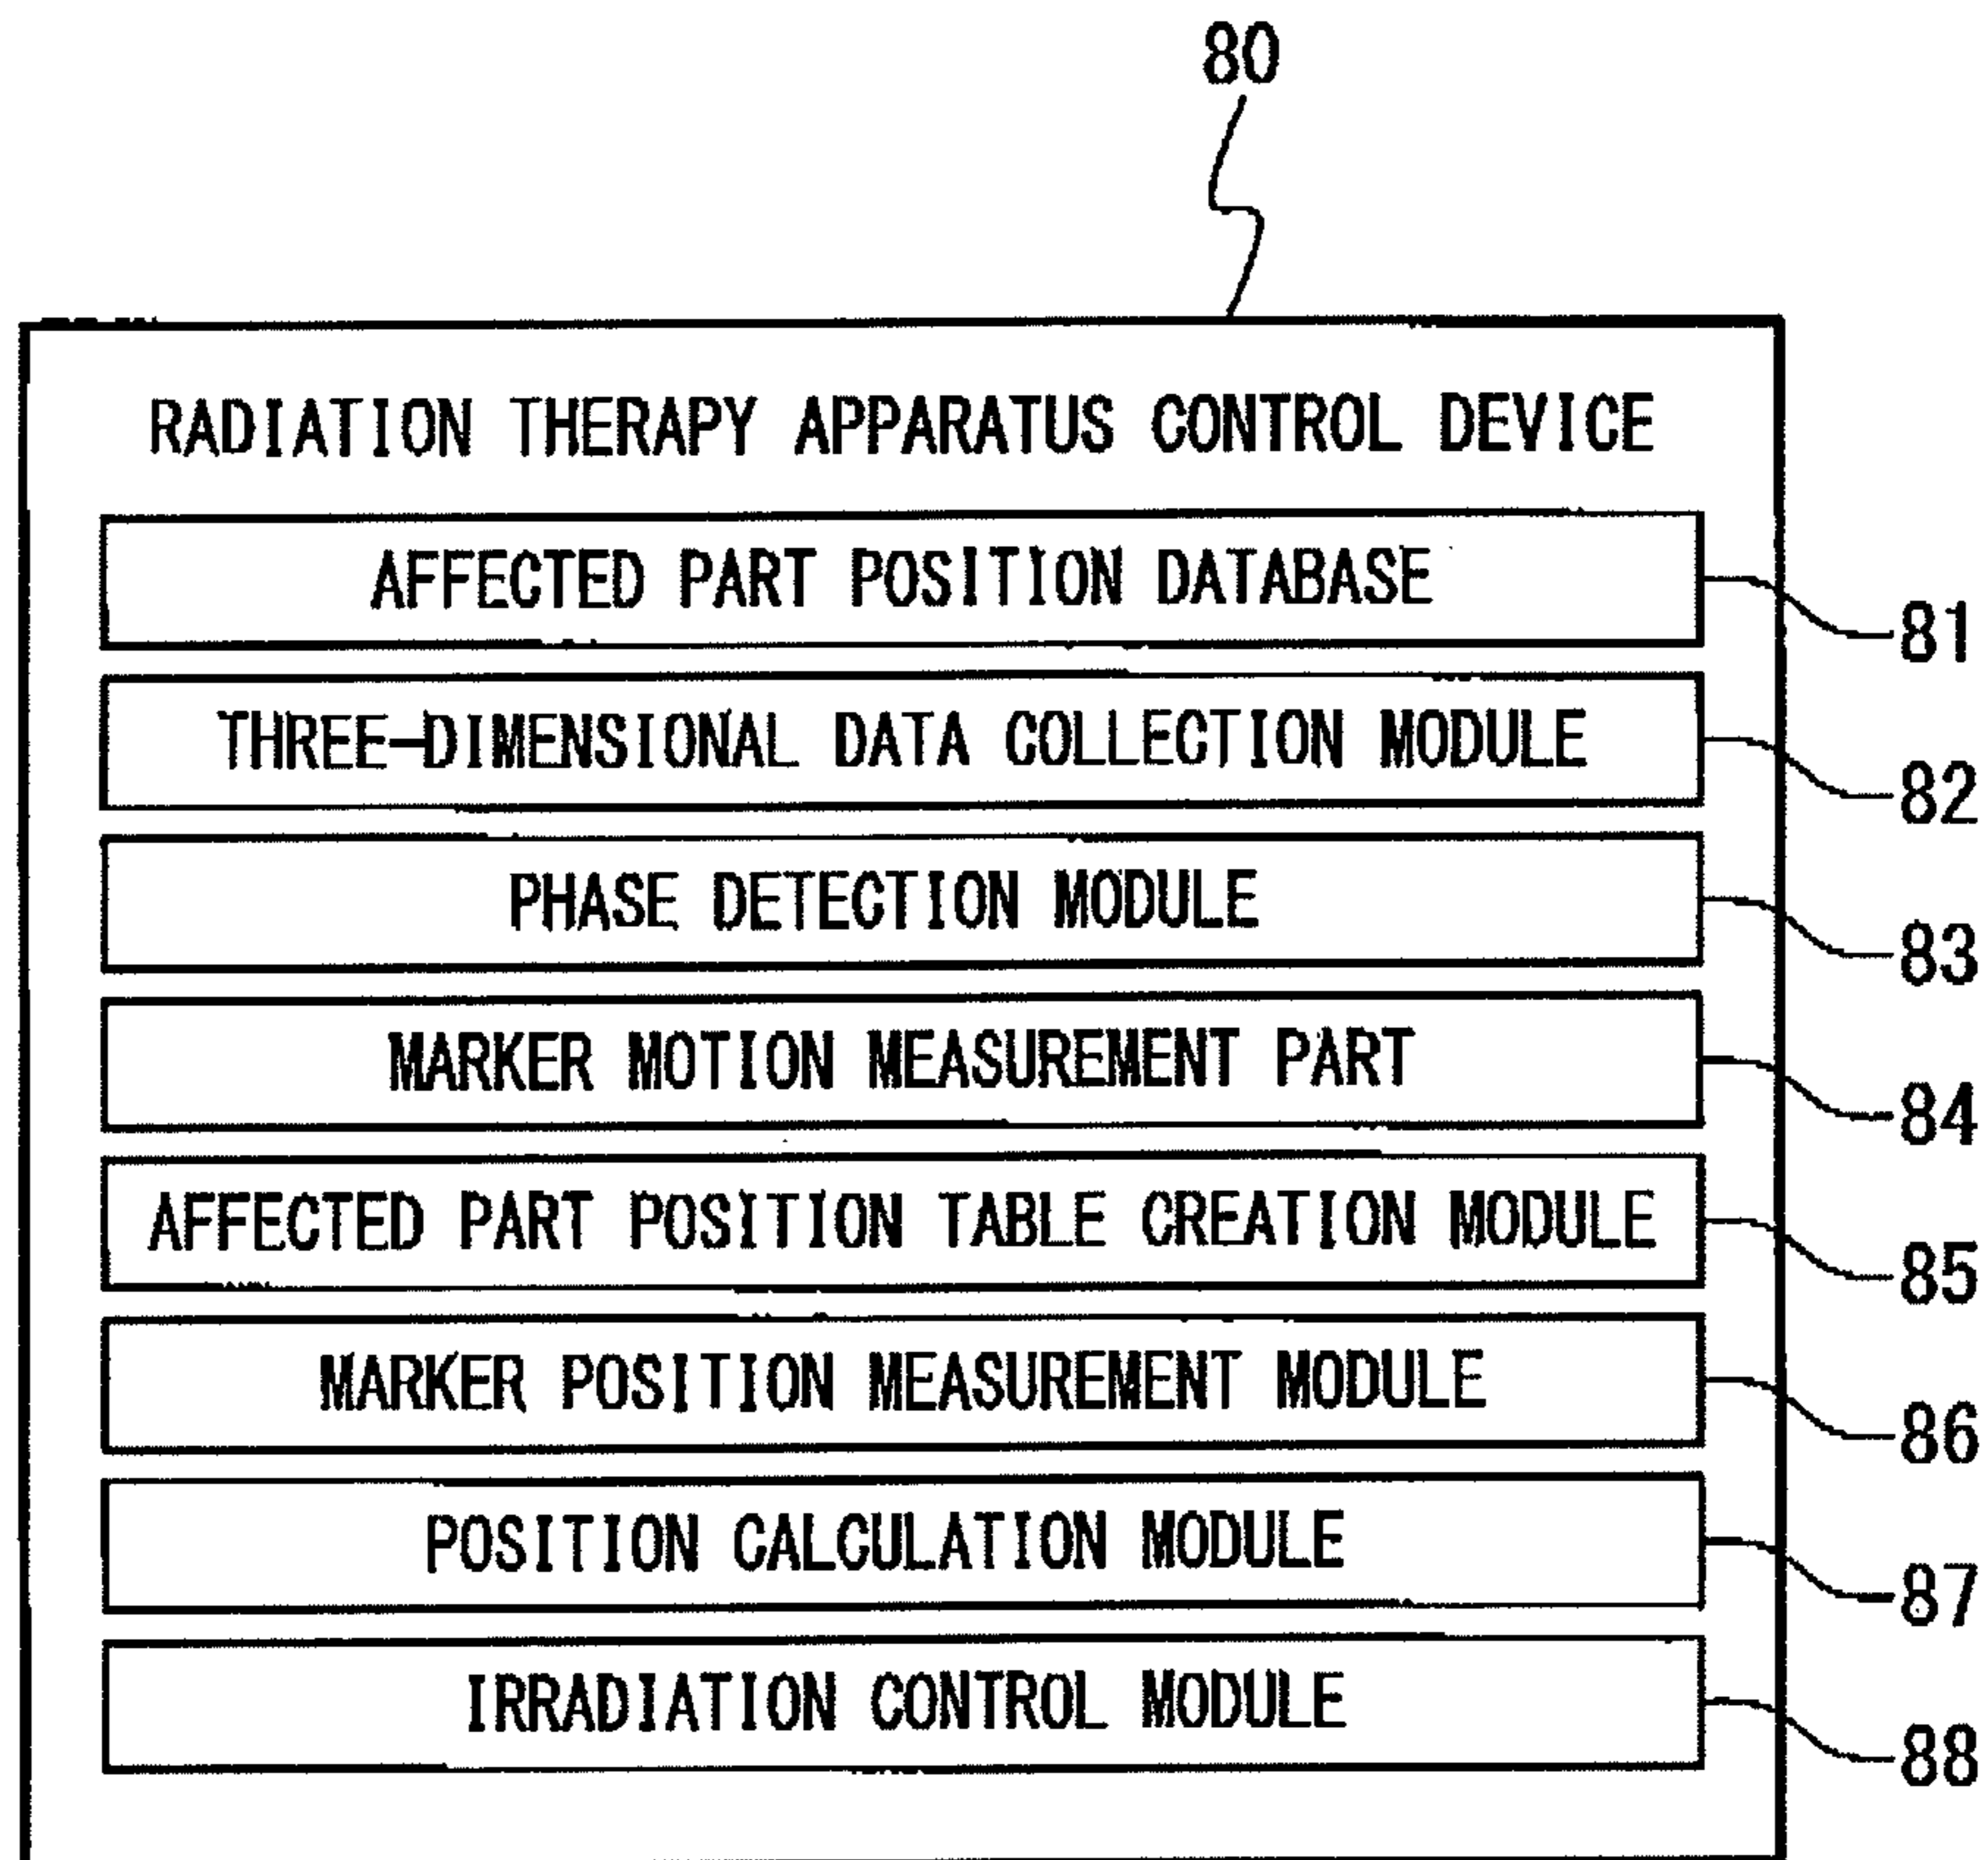 80
RADIATION THERAPY APPARATUS CONTROL DEVICE
AFFECTED PART POSITION DATABASE
81
THREE-DIMENSIONAL DATA COLLECTION MODULE
82
PHASE DETECTION MODULE
83
MARKER MOTION MEASUREMENT PART
84
AFFECTED PART POSITION TABLE CREATION MODULE
85
MARKER POSITION MEASUREMENT MODULE
86
POSITION CALCULATION MODULE
87
IRRADIATION CONTROL MODULE
88